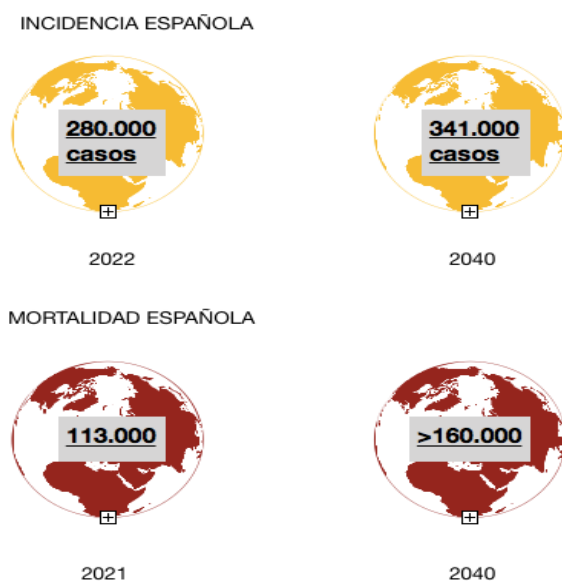 INCIDENCIA ESPAÑOLA
280.000
casos
341.000
casos
2022
2040
MORTALIDAD ESPAÑOLA
113.000
>160.000
2021
2040